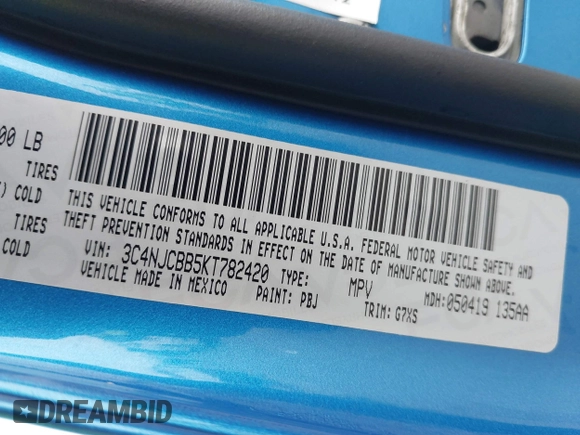 00 LB
TIRES
) COLD
TIRES
COLD
THIS VEHICLE CONFORMS TO ALL APPLICABLE U.S.A. FEDERAL MOTOR VEHICLE SAFETY AND
THEFT PREVENTION STANDARDS IN EFFECT ON THE DATE OF MANUFACTURE SHOWN ABOVE.
VIN: 3C4NJCBB5KT782420 TYPE: MPV MDH:050419 135AA
VEHICLE MADE IN MEXICO PAINT: PBJ TRIM: G7XS
DREAMBID